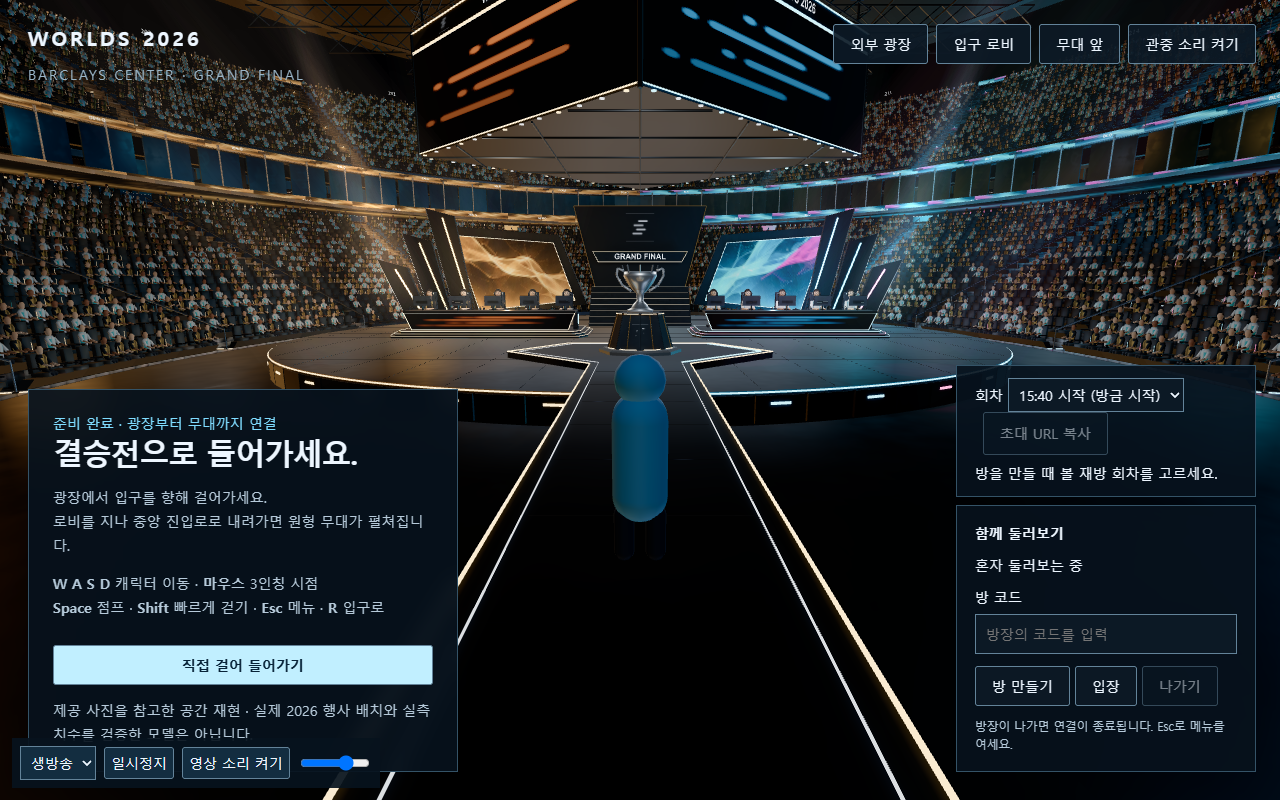 WORLDS 2026
BARCLAYS CENTER · GRAND FINAL
외부 광장
입구 로비
무대 앞
관중 소리 켜기
GRAND FINAL
준비 완료 · 광장부터 무대까지 연결
결승전으로 들어가세요.
광장에서 입구를 향해 걸어가세요.
로비를 지나 중앙 진입로로 내려가면 원형 무대가 펼쳐집니
다.
W A S D 캐릭터 이동 · 마우스 3인칭 시점
Space 점프 · Shift 빠르게 걷기 · Esc 메뉴 · R 입구로
직접 걸어 들어가기
제공 사진을 참고한 공간 재현 · 실제 2026 행사 배치와 실측
치수를 검증한 모델은 아닙니다
생방송
일시정지
영상 소리 켜기
회차
15:40 시작 (방금 시작)
초대 URL 복사
방을 만들 때 볼 재방 회차를 고르세요.
함께 둘러보기
혼자 둘러보는 중
방 코드
방장의 코드를 입력
방 만들기
입장
나가기
방장이 나가면 연결이 종료됩니다. Esc로 메뉴를
여세요.